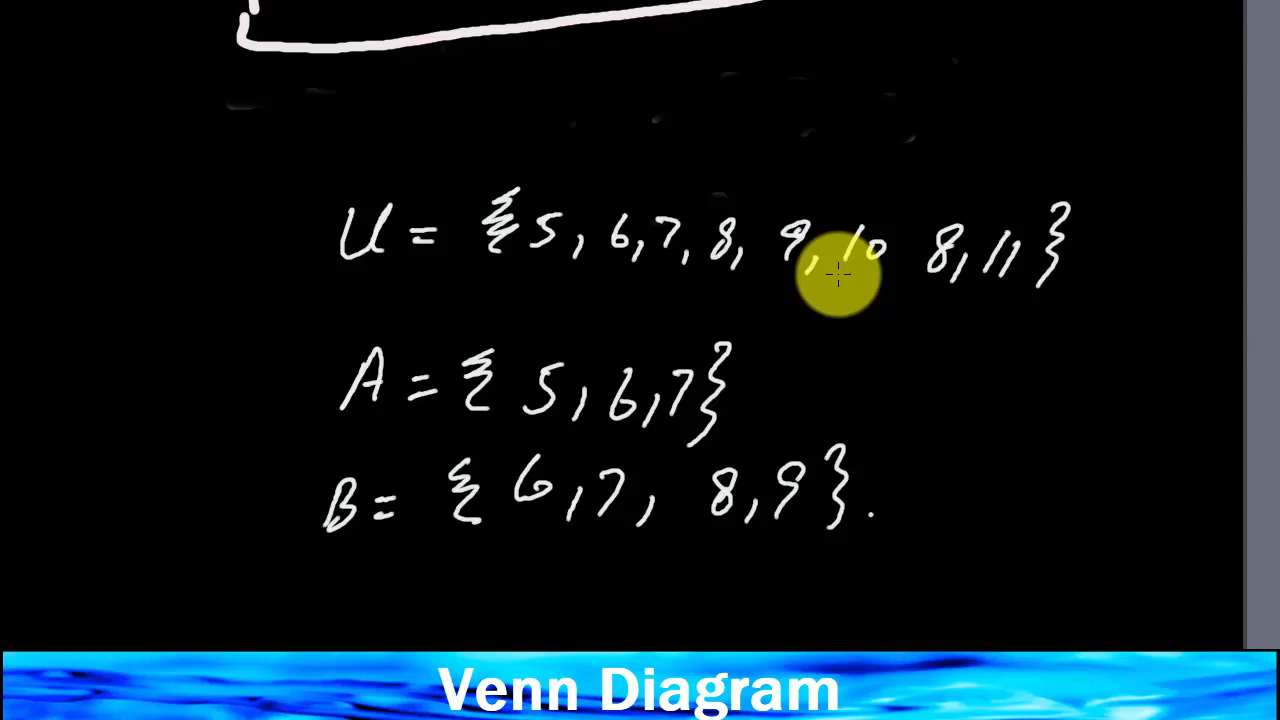 U = {5, 6, 7, 8, 9, 10 8, 11}
A = {5, 6, 7}
B = {6, 7, 8, 9}.
Venn Diagram